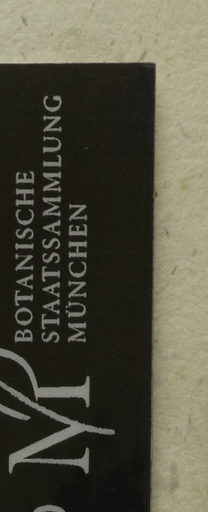 BOTANISCHE
STAATSSAMMLUNG
MÜNCHEN
M